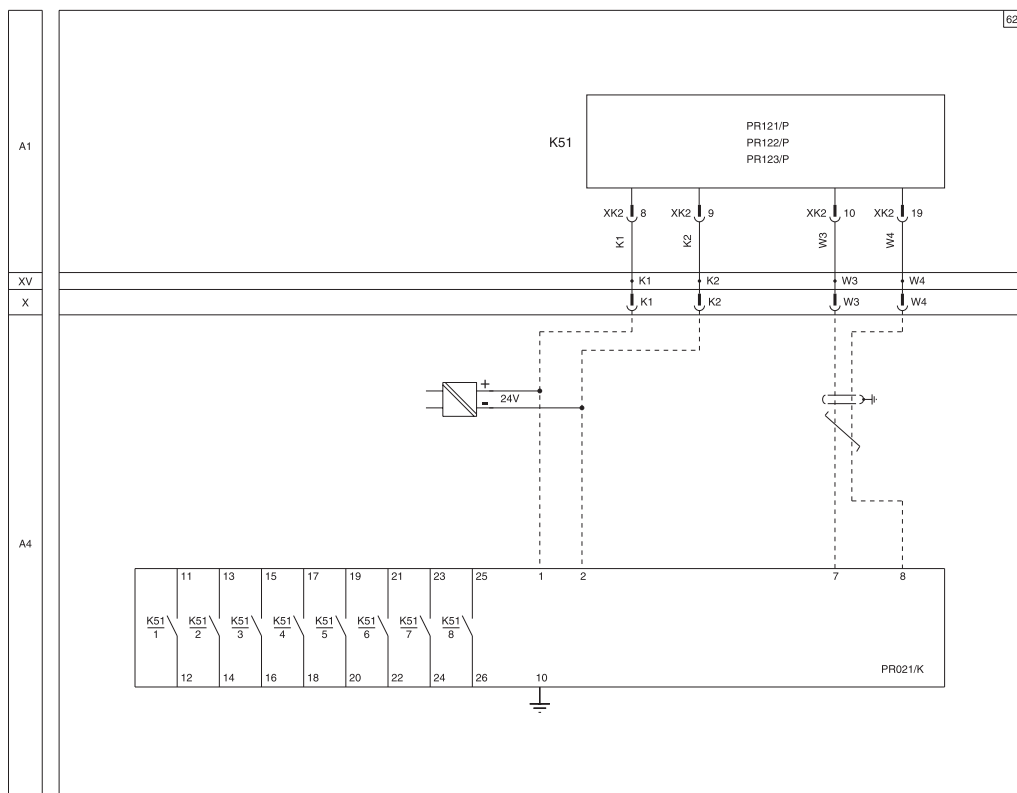 62
A1
K51
PR121/P
PR122/P
PR123/P
XK2 8 XK2 9 XK2 10 XK2 19
K1 K2 W3 W4
XV K1 K2 W3 W4
X K1 K2 W3 W4
+
- 24V
A4
11 13 15 17 19 21 23 25 1 2 7 8
K51 K51 K51 K51 K51 K51 K51 K51
1 2 3 4 5 6 7 8
PR021/K
12 14 16 18 20 22 24 26 10